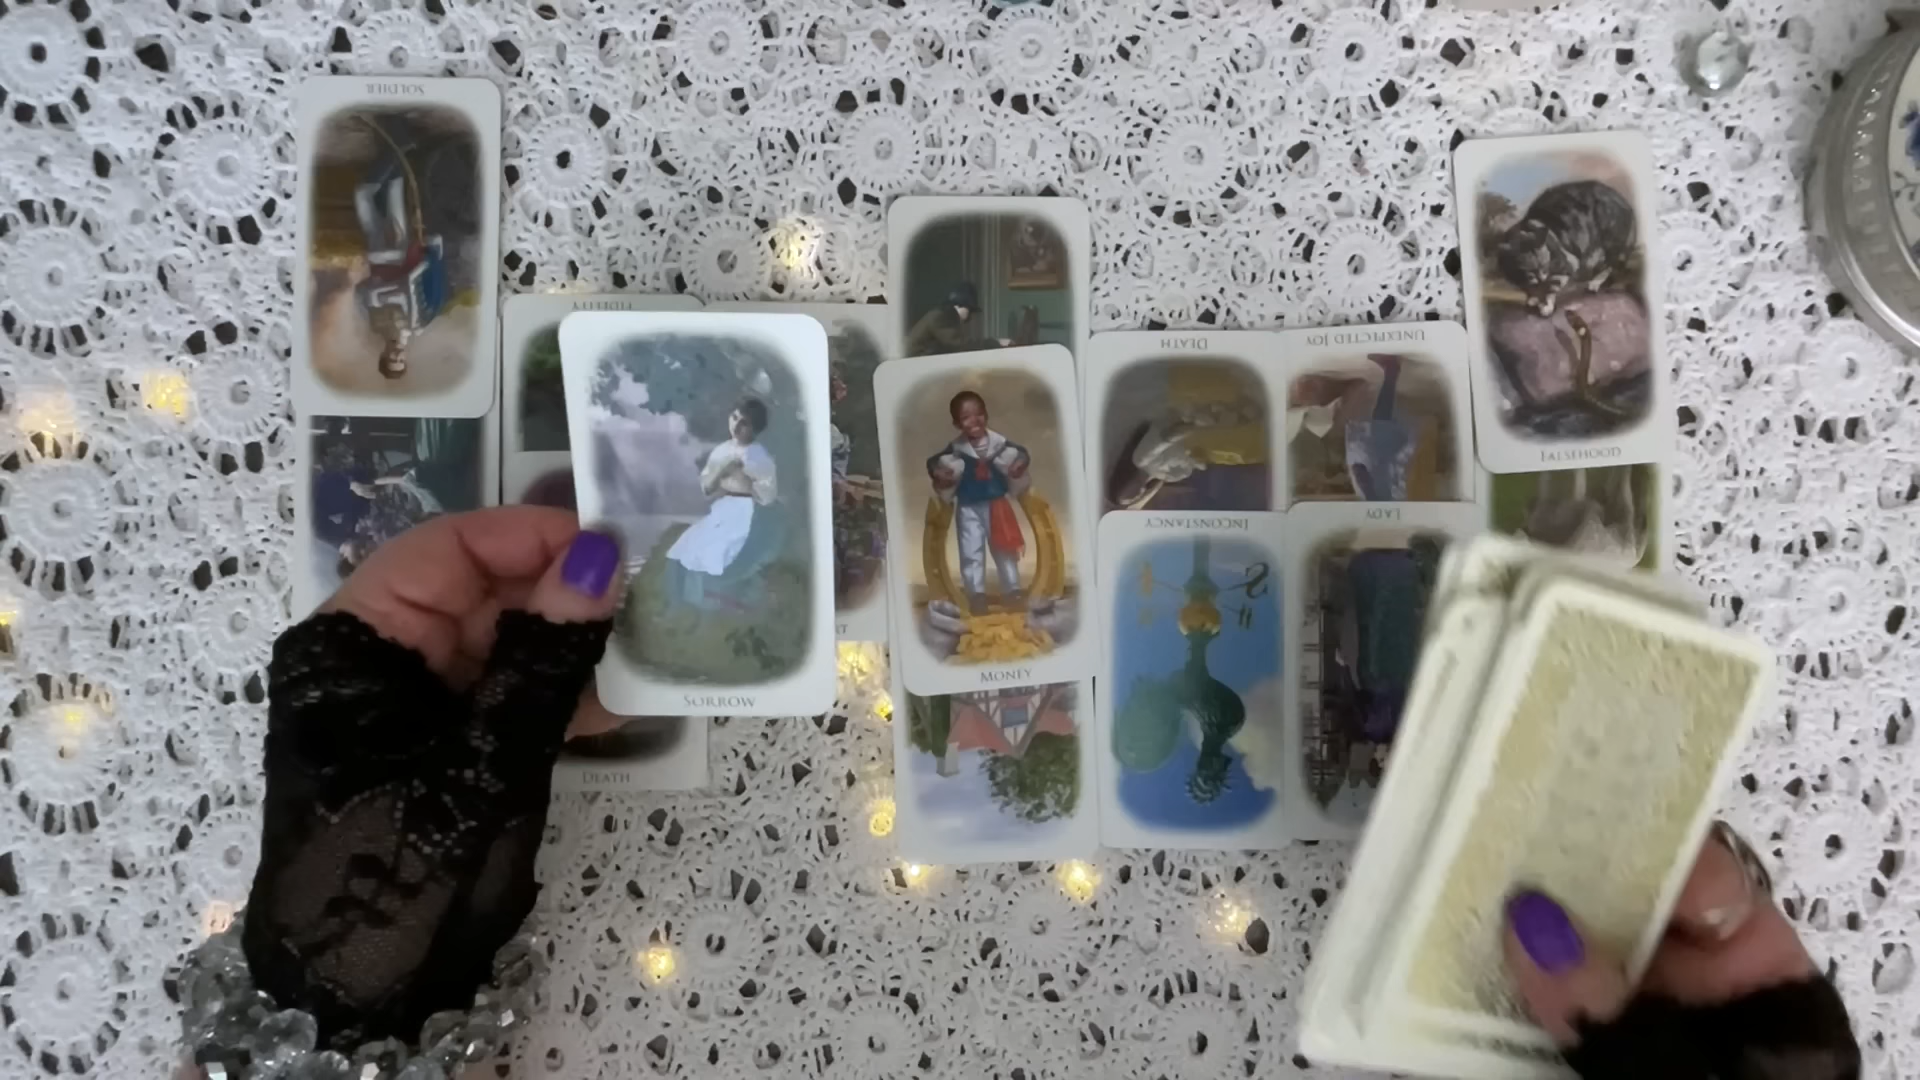 SOLDIER
FIDELITY
DEATH
UNEXPECTED JOY
FALSEHOOD
INCONSTANCY
LADY
MONEY
SORROW
DEATH